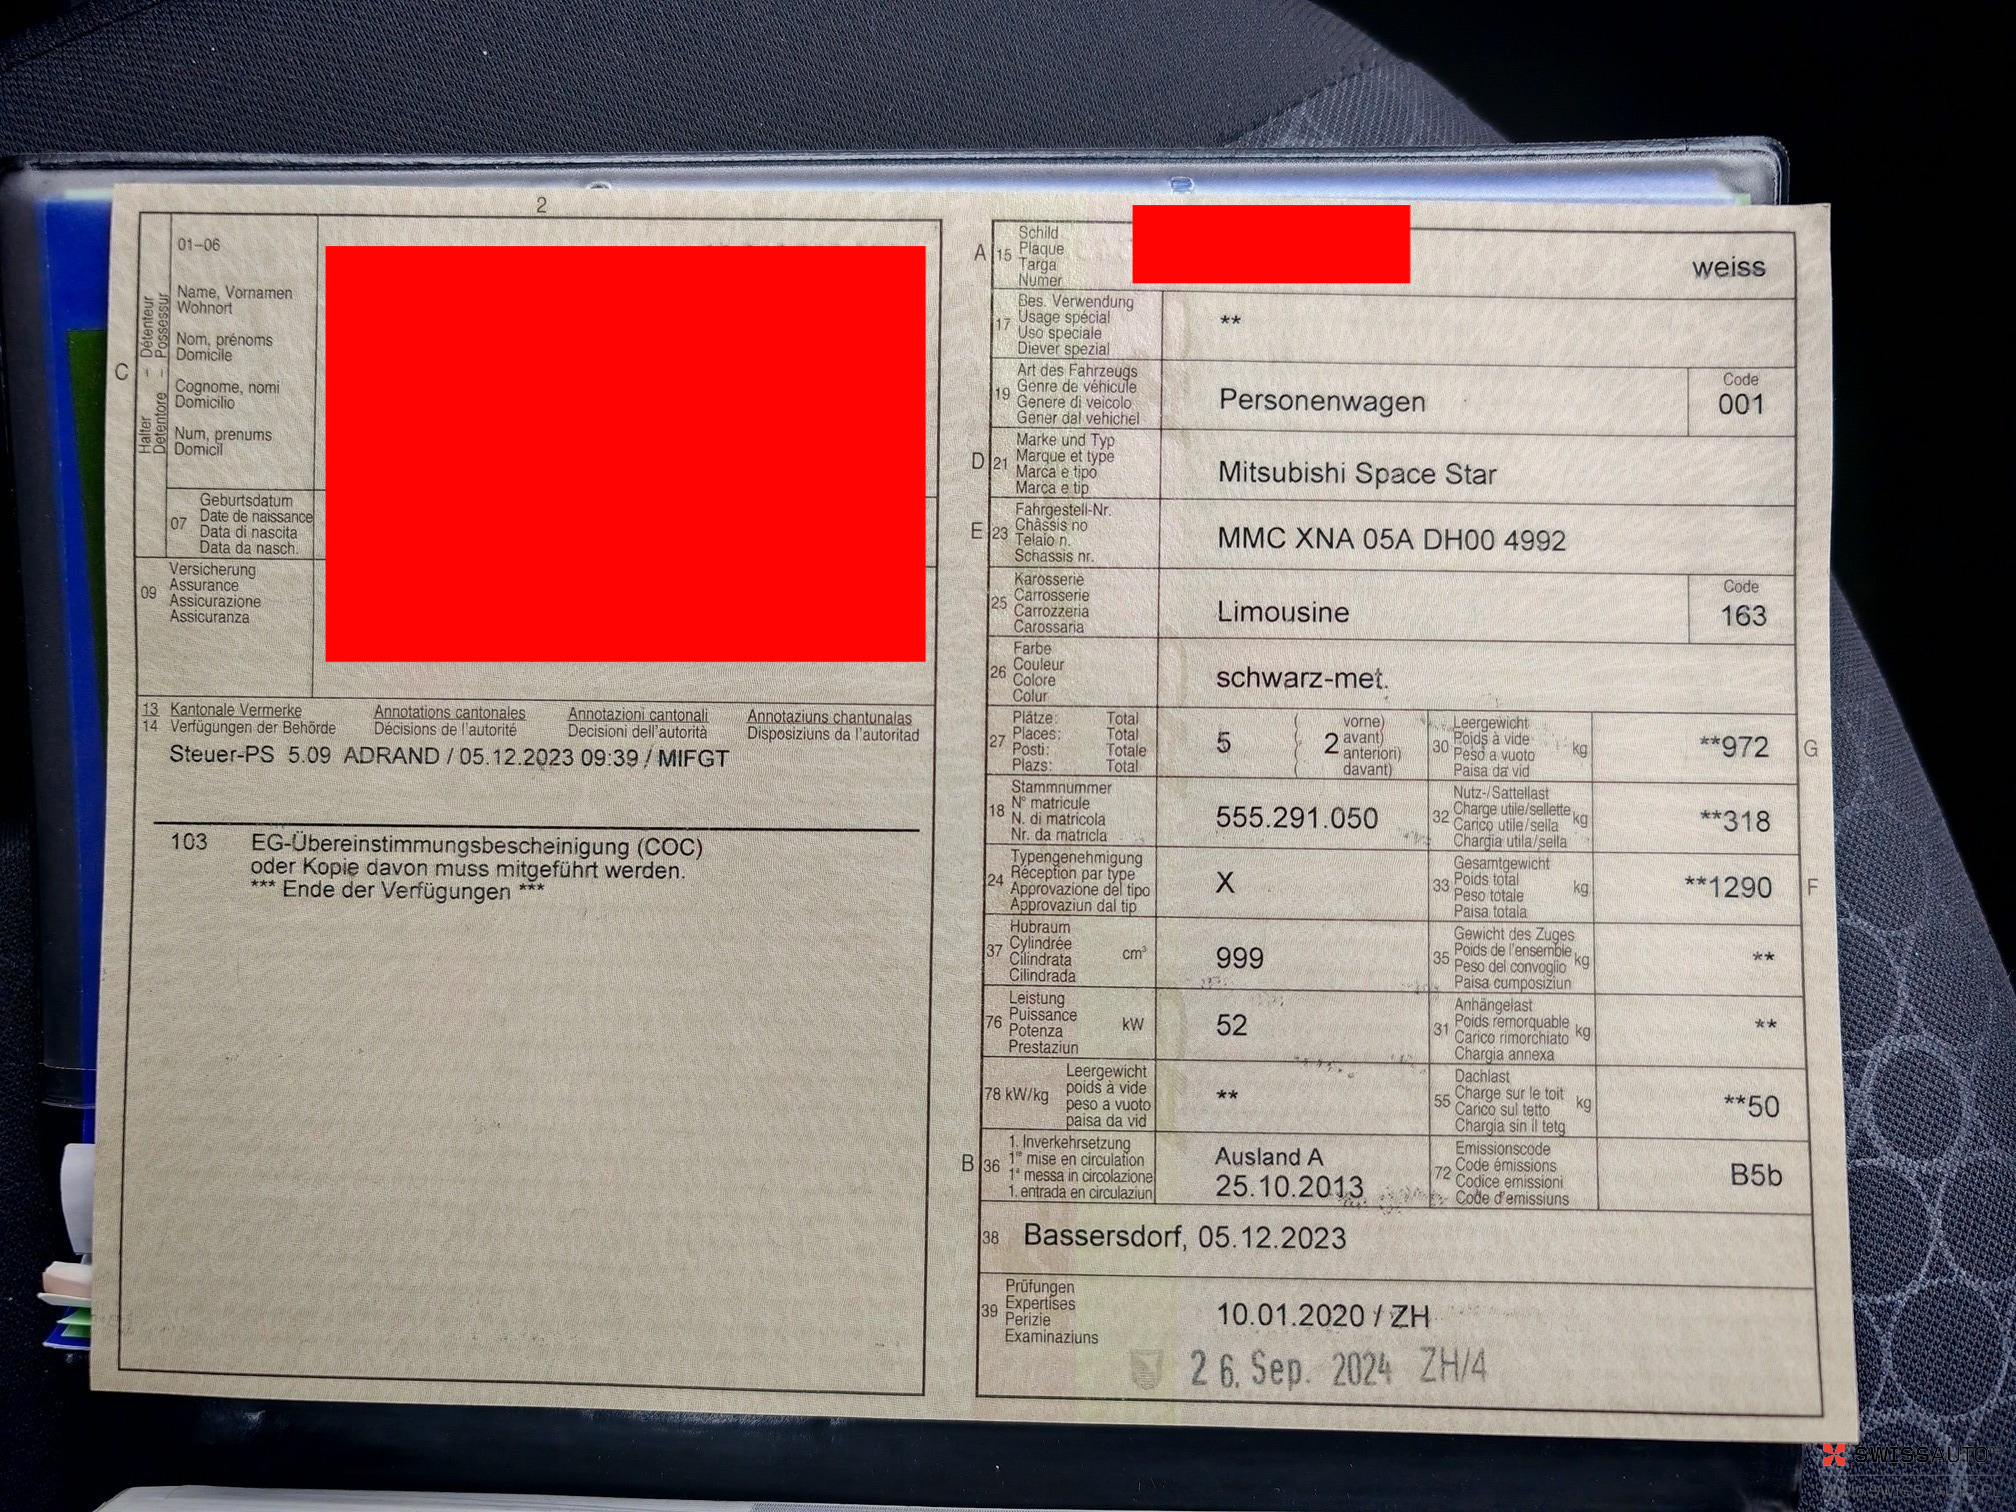 2
01–06
Name, Vornamen
Wohnort
Nom, prénoms
Domicile
Cognome, nomi
Domicilio
Num, prenums
Domicil
C
Halter – Détenteur
Detentore – Possessur
07
Geburtsdatum
Date de naissance
Data di nascita
Data da nasch.
09
Versicherung
Assurance
Assicurazione
Assicuranza
13 Kantonale Vermerke Annotations cantonales Annotazioni cantonali Annotaziuns chantunalas
14 Verfügungen der Behörde Décisions de l'autorité Decisioni dell'autorità Disposiziuns da l'autoritad
Steuer-PS 5.09 ADRAND / 05.12.2023 09:39 / MIFGT
103 EG-Übereinstimmungsbescheinigung (COC)
oder Kopie davon muss mitgeführt werden.
*** Ende der Verfügungen ***
A 15
Schild
Plaque
Targa
Numer
weiss
17
Bes. Verwendung
Usage spécial
Uso speciale
Diever spezial
**
19
Art des Fahrzeugs
Genre de véhicule
Genere di veicolo
Gener dal vehichel
Personenwagen
Code
001
D 21
Marke und Typ
Marque et type
Marca e tipo
Marca e tip
Mitsubishi Space Star
E 23
Fahrgestell-Nr.
Châssis no
Telaio n.
Schassis nr.
MMC XNA 05A DH00 4992
25
Karosserie
Carrosserie
Carrozzeria
Carossaria
Limousine
Code
163
26
Farbe
Couleur
Colore
Colur
schwarz-met.
27
Plätze: Total
Places: Total
Posti: Totale
Plazs: Total
5
( vorne)
( 2 avant)
( anteriori)
( davant)
30
Leergewicht
Poids à vide
Peso a vuoto
Paisa da vid
kg
**972
G
18
Stammnummer
N° matricule
N. di matricola
Nr. da matricla
555.291.050
32
Nutz-/Sattellast
Charge utile/sellette
Carico utile/sella
Chargia utila/sella
kg
**318
24
Typengenehmigung
Réception par type
Approvazione del tipo
Approvaziun dal tip
X
33
Gesamtgewicht
Poids total
Peso totale
Paisa totala
kg
**1290
F
37
Hubraum
Cylindrée
Cilindrata
Cilindrada
cm³
999
35
Gewicht des Zuges
Poids de l'ensemble
Peso del convoglio
Paisa cumposiziun
kg
**
76
Leistung
Puissance
Potenza
Prestaziun
kW
52
31
Anhängelast
Poids remorquable
Carico rimorchiato
Chargia annexa
kg
**
78 kW/kg
Leergewicht
poids à vide
peso a vuoto
paisa da vid
**
55
Dachlast
Charge sur le toit
Carico sul tetto
Chargia sin il tetg
kg
**50
B 36
1. Inverkehrsetzung
1re mise en circulation
1a messa in circolazione
1. entrada en circulaziun
Ausland A
25.10.2013
72
Emissionscode
Code émissions
Codice emissioni
Code d'emissiuns
B5b
38 Bassersdorf, 05.12.2023
39
Prüfungen
Expertises
Perizie
Examinaziuns
10.01.2020 / ZH
26. Sep. 2024 ZH/4
SWISSAUTO